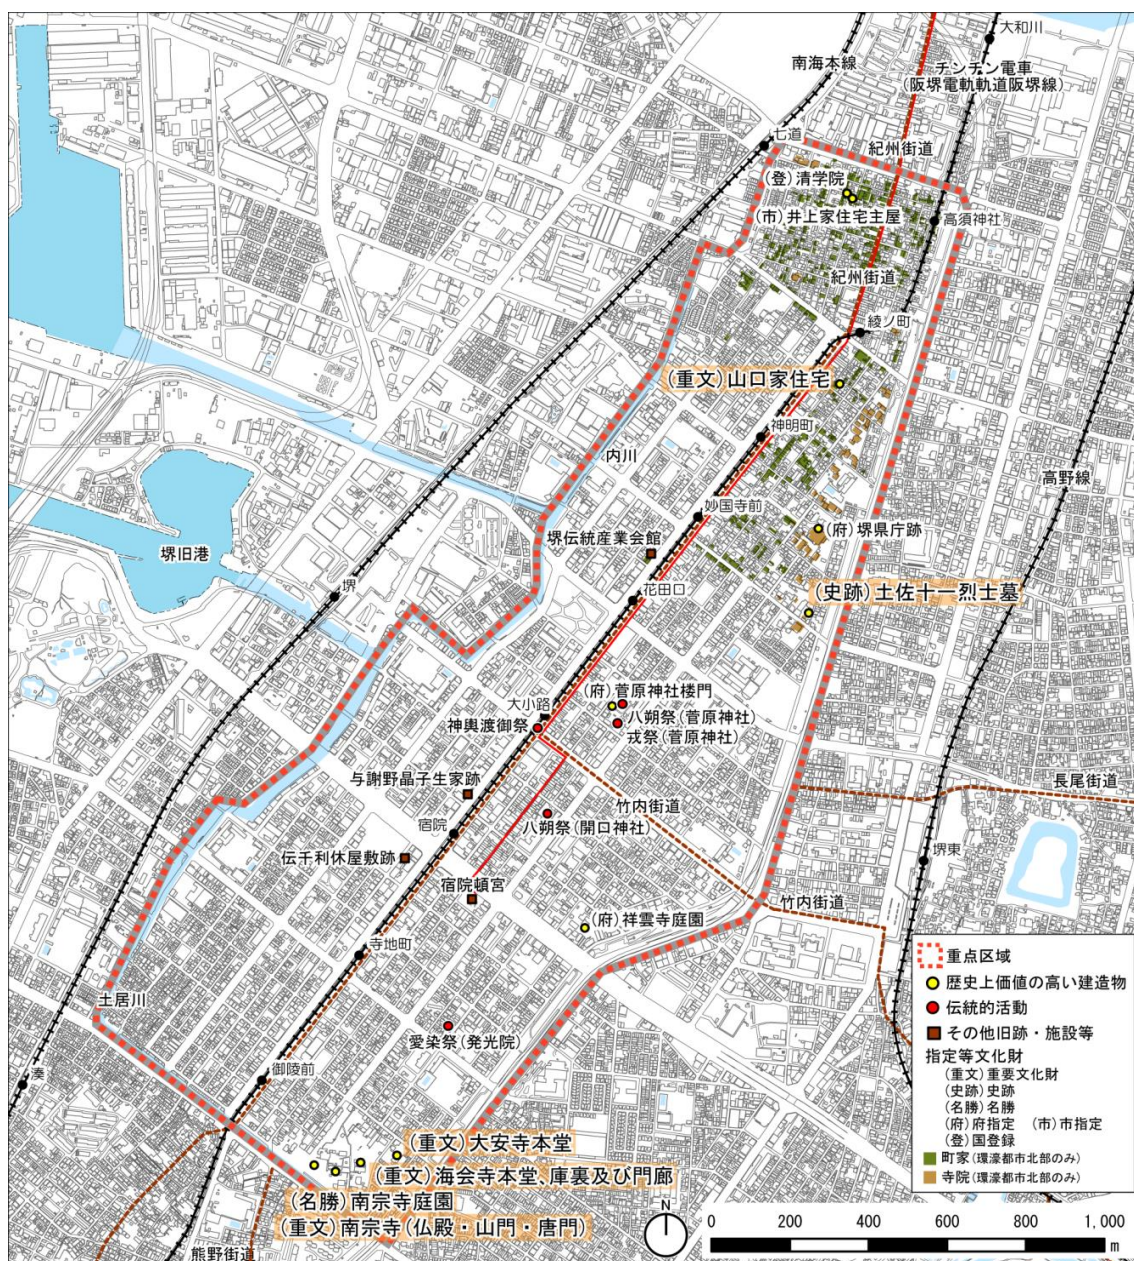 大和川
南海本線
チンチン電車
(阪堺電軌軌道阪堺線)
七道
紀州街道
(登)清学院
(市)井上家住宅主屋
高須神社
紀州街道
綾ノ町
(重文)山口家住宅
神明町
内川
高野線
妙国寺前
(府)堺県庁跡
堺伝統産業会館
堺旧港
(史跡)土佐十一烈士墓
堺
花田口
(府)菅原神社楼門
大小路
八朔祭(菅原神社)
神輿渡御祭
戎祭(菅原神社)
与謝野晶子生家跡
長尾街道
竹内街道
八朔祭(開口神社)
宿院
伝千利休屋敷跡
堺東
宿院頓宮
竹内街道
(府)祥雲寺庭園
寺地町
土居川
愛染祭(発光院)
湊
御陵前
(重文)大安寺本堂
(重文)海会寺本堂、庫裏及び門廊
(名勝)南宗寺庭園
(重文)南宗寺(仏殿・山門・唐門)
熊野街道
重点区域
歴史上価値の高い建造物
伝統的活動
その他旧跡・施設等
指定等文化財
(重文)重要文化財
(史跡)史跡
(名勝)名勝
(府)府指定 (市)市指定
(登)国登録
町家(環濠都市北部のみ)
寺院(環濠都市北部のみ)
N
0 200 400 600 800 1,000
m